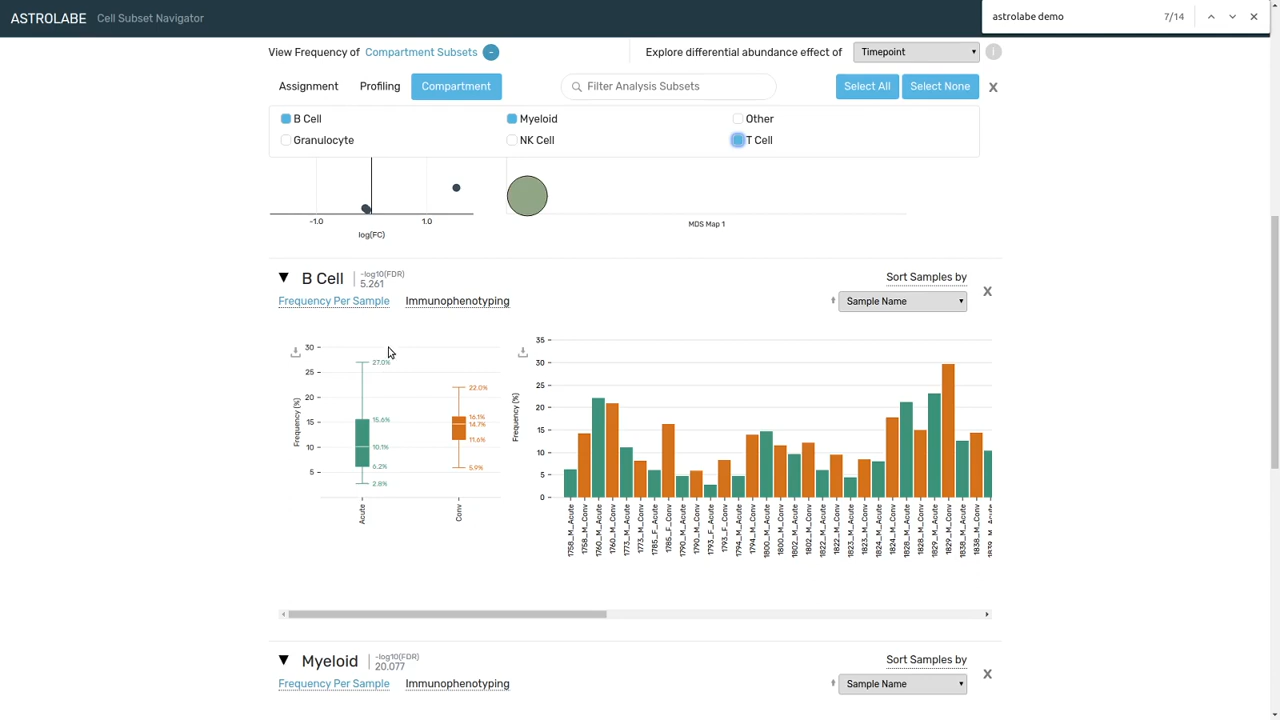 ASTROLABE Cell Subset Navigator
astrolabe demo 7/14
View Frequency of Compartment Subsets -
Explore differential abundance effect of Timepoint i
Assignment Profiling Compartment
Filter Analysis Subsets
Select All Select None X
B Cell Myeloid Other
Granulocyte NK Cell T Cell
-1.0 1.0
log(FC)
MDS Map 1
B Cell
-log10(FDR)
5.261
Sort Samples by
Sample Name
X
Frequency Per Sample Immunophenotyping
Frequency (%)
30
25
20
15
10
5
27.0%
15.6%
10.1%
6.2%
2.8%
22.0%
16.1%
14.7%
11.6%
5.9%
Acute
Conv
Frequency (%)
35
30
25
20
15
10
5
0
1758_M_Acute
1758_M_Conv
1760_M_Acute
1760_M_Conv
1773_M_Acute
1773_M_Conv
1785_F_Acute
1785_F_Conv
1790_M_Acute
1790_M_Conv
1793_F_Acute
1793_F_Conv
1794_M_Acute
1794_M_Conv
1800_M_Acute
1800_M_Conv
1802_M_Acute
1802_M_Conv
1822_M_Acute
1822_M_Conv
1823_M_Acute
1823_M_Conv
1824_M_Acute
1824_M_Conv
1828_M_Acute
1828_M_Conv
1829_M_Acute
1829_M_Conv
1838_M_Acute
1838_M_Conv
Myeloid
-log10(FDR)
20.077
Sort Samples by
Sample Name
X
Frequency Per Sample Immunophenotyping